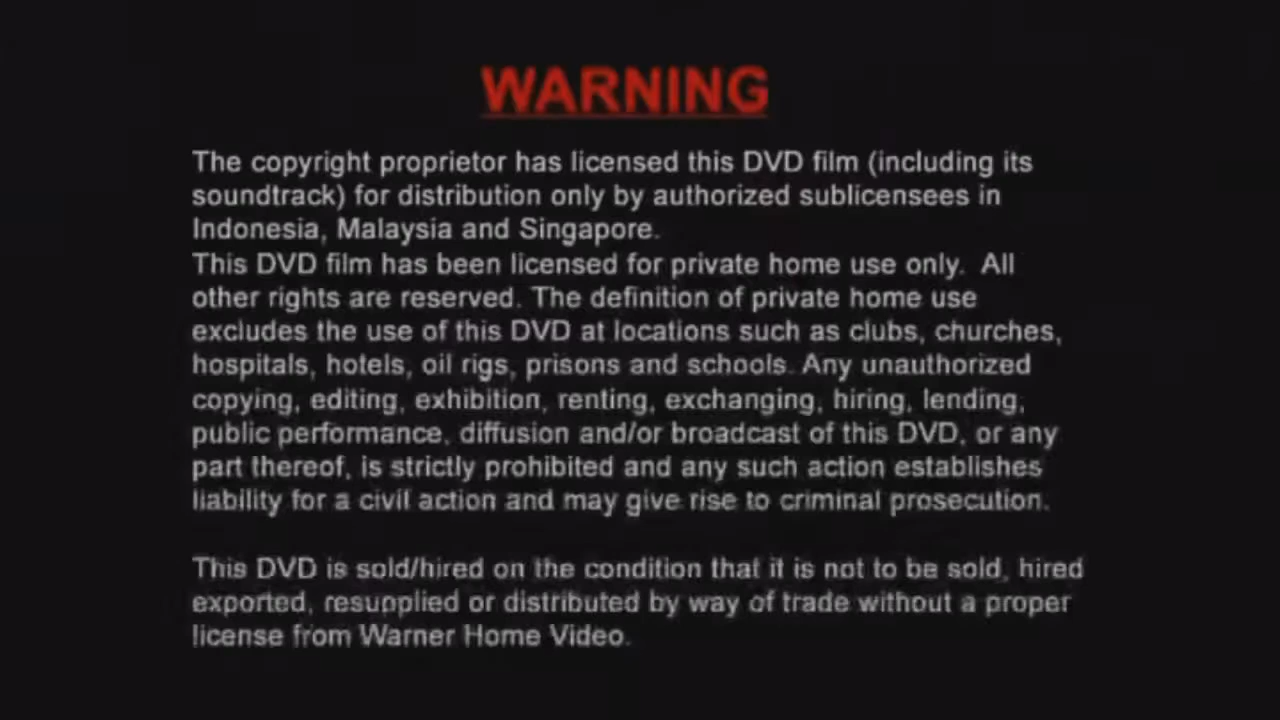 WARNING
The copyright proprietor has licensed this DVD film (including its
soundtrack) for distribution only by authorized sublicensees in
Indonesia, Malaysia and Singapore.
This DVD film has been licensed for private home use only.  All
other rights are reserved. The definition of private home use
excludes the use of this DVD at locations such as clubs, churches,
hospitals, hotels, oil rigs, prisons and schools. Any unauthorized
copying, editing, exhibition, renting, exchanging, hiring, lending,
public performance, diffusion and/or broadcast of this DVD, or any
part thereof, is strictly prohibited and any such action establishes
liability for a civil action and may give rise to criminal prosecution.
This DVD is sold/hired on the condition that it is not to be sold, hired
exported, resupplied or distributed by way of trade without a proper
license from Warner Home Video.